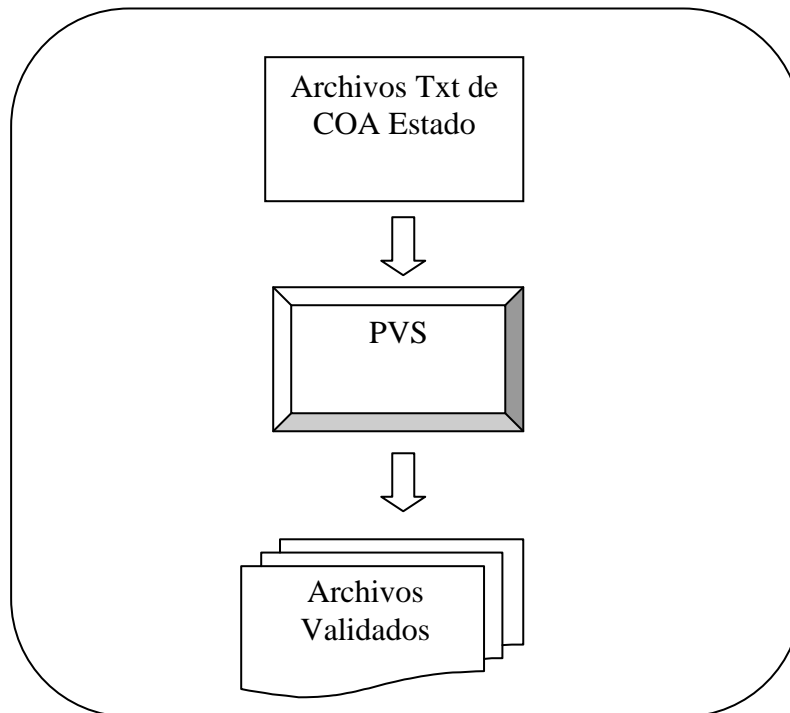 Archivos Txt de
COA Estado
PVS
Archivos
Validados